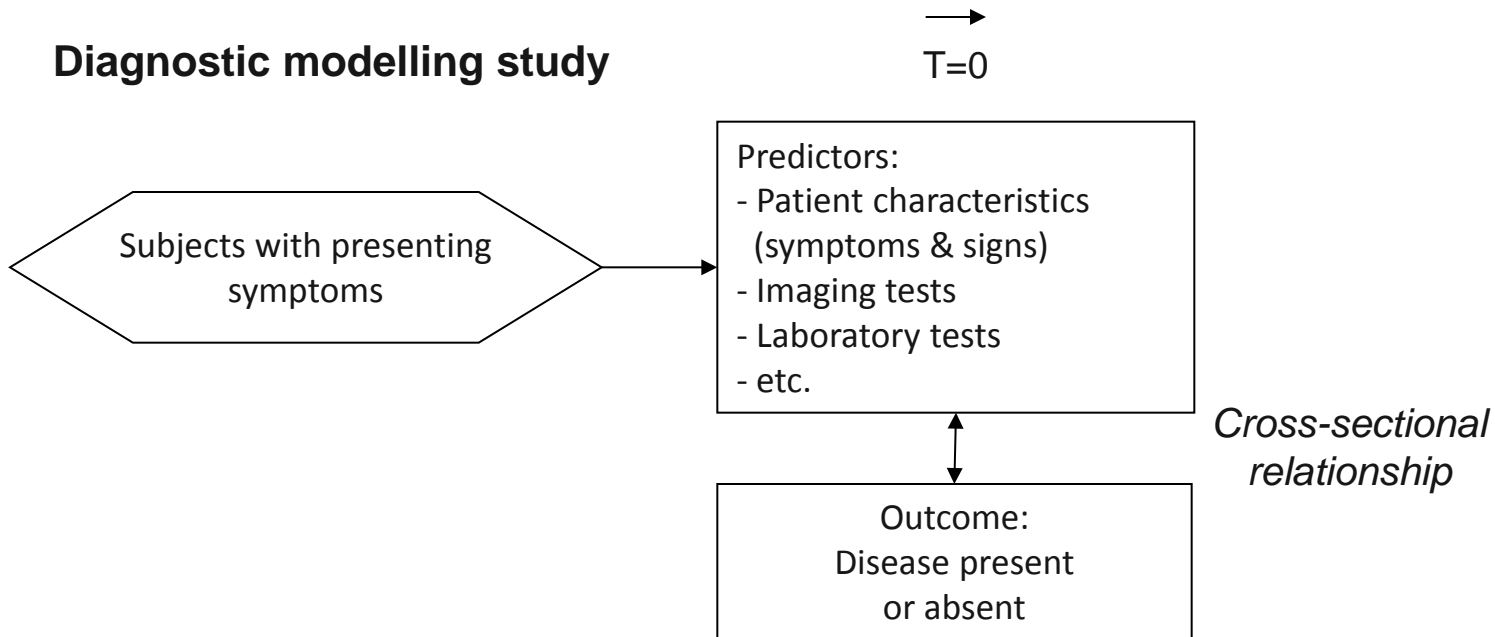 Diagnostic modelling study
T=0
Subjects with presenting
symptoms
Predictors:
- Patient characteristics
(symptoms & signs)
- Imaging tests
- Laboratory tests
- etc.
Cross-sectional
relationship
Outcome:
Disease present
or absent